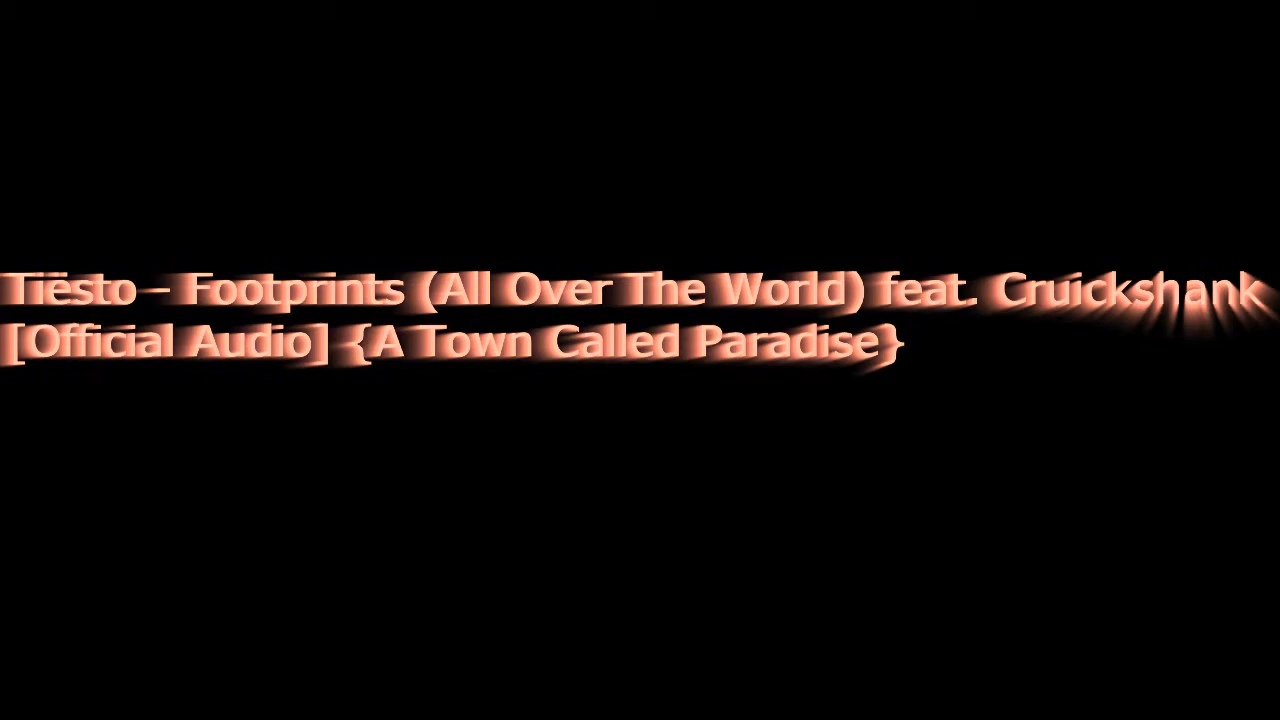 Tiësto - Footprints (All Over The World) feat. Cruickshank
[Official Audio] {A Town Called Paradise}